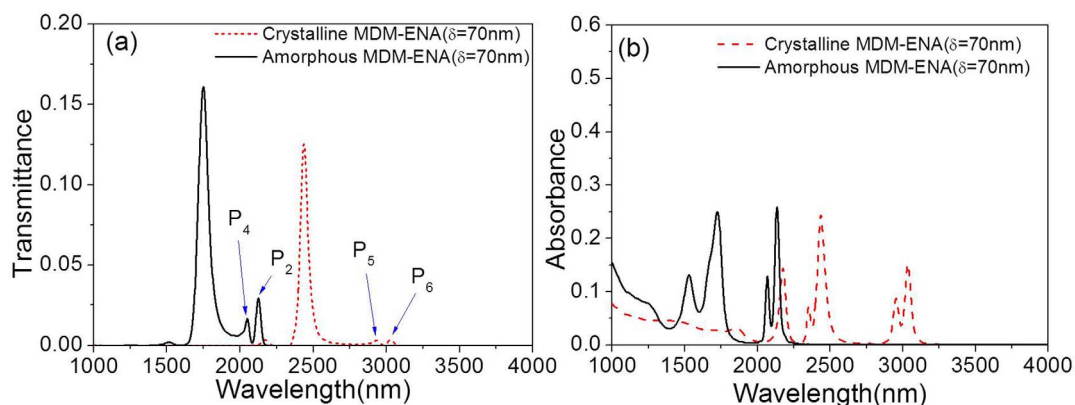 (a)
Crystalline MDM-ENA(δ=70nm)
Amorphous MDM-ENA(δ=70nm)
Transmittance
0.20
0.15
0.10
0.05
0.00
P4
P2
P5
P6
1000 1500 2000 2500 3000 3500 4000
Wavelength(nm)
(b)
Crystalline MDM-ENA(δ=70nm)
Amorphous MDM-ENA(δ=70nm)
Absorbance
0.6
0.5
0.4
0.3
0.2
0.1
0.0
1000 1500 2000 2500 3000 3500 4000
Wavelength(nm)